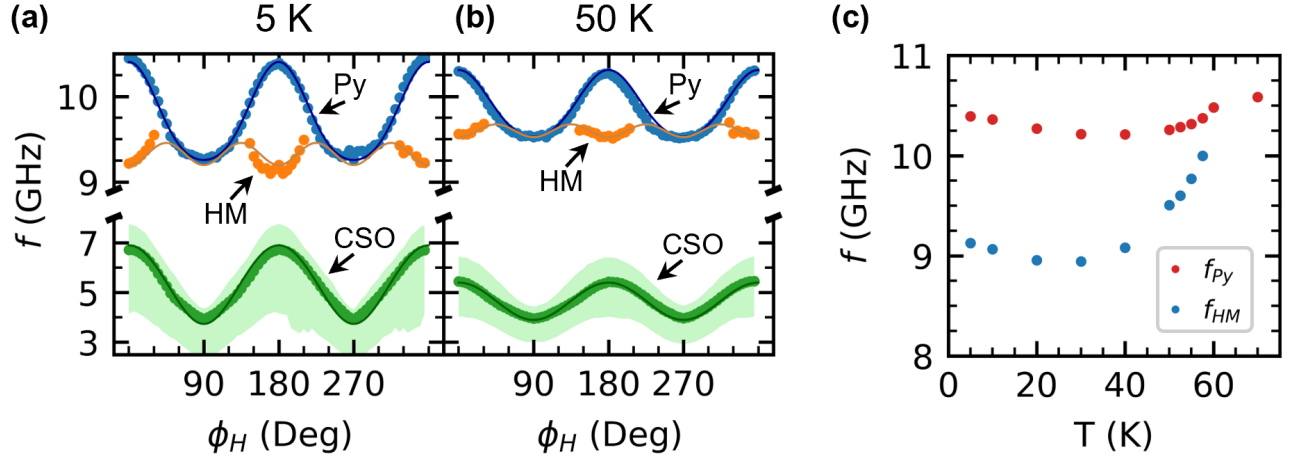 (a) 5 K (b) 50 K (c)
f (GHz)
10
9
7
5
3
Py
HM
CSO
90 180 270
ϕH (Deg)
Py
HM
CSO
90 180 270
ϕH (Deg)
f (GHz)
11
10
9
8
fPy
fHM
0 20 40 60
T (K)